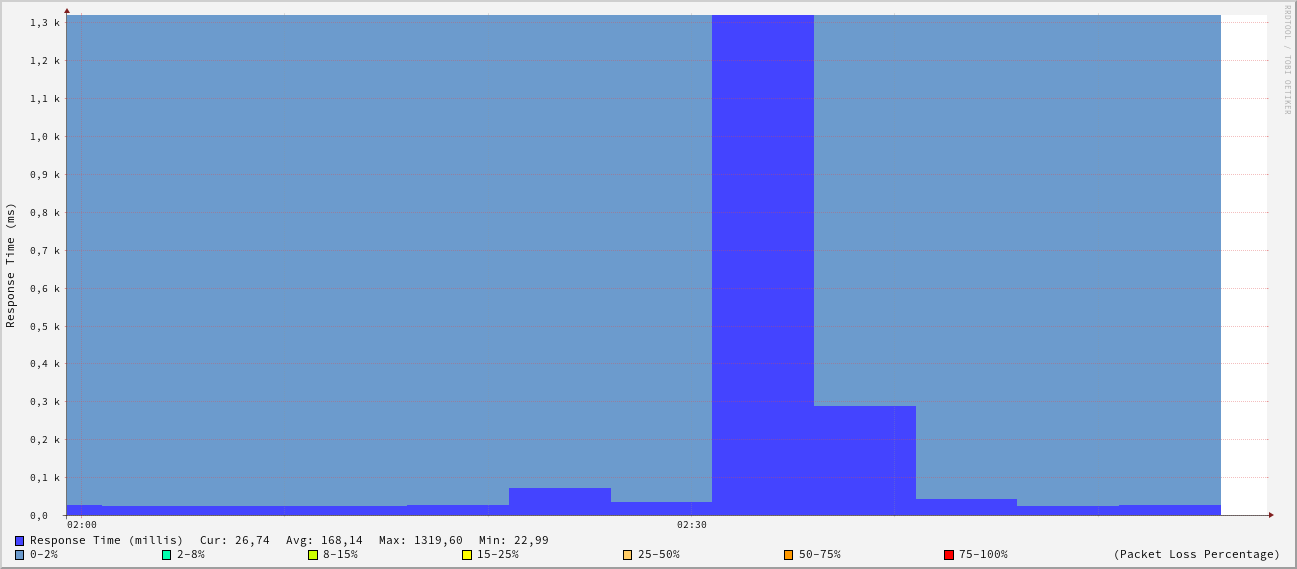 RRDTOOL / TOBI OETIKER
Response Time (ms)
1,3 k
1,2 k
1,1 k
1,0 k
0,9 k
0,8 k
0,7 k
0,6 k
0,5 k
0,4 k
0,3 k
0,2 k
0,1 k
0,0
02:00 02:30
Response Time (millis) Cur: 26,74 Avg: 168,14 Max: 1319,60 Min: 22,99
0-2% 2-8% 8-15% 15-25% 25-50% 50-75% 75-100% (Packet Loss Percentage)